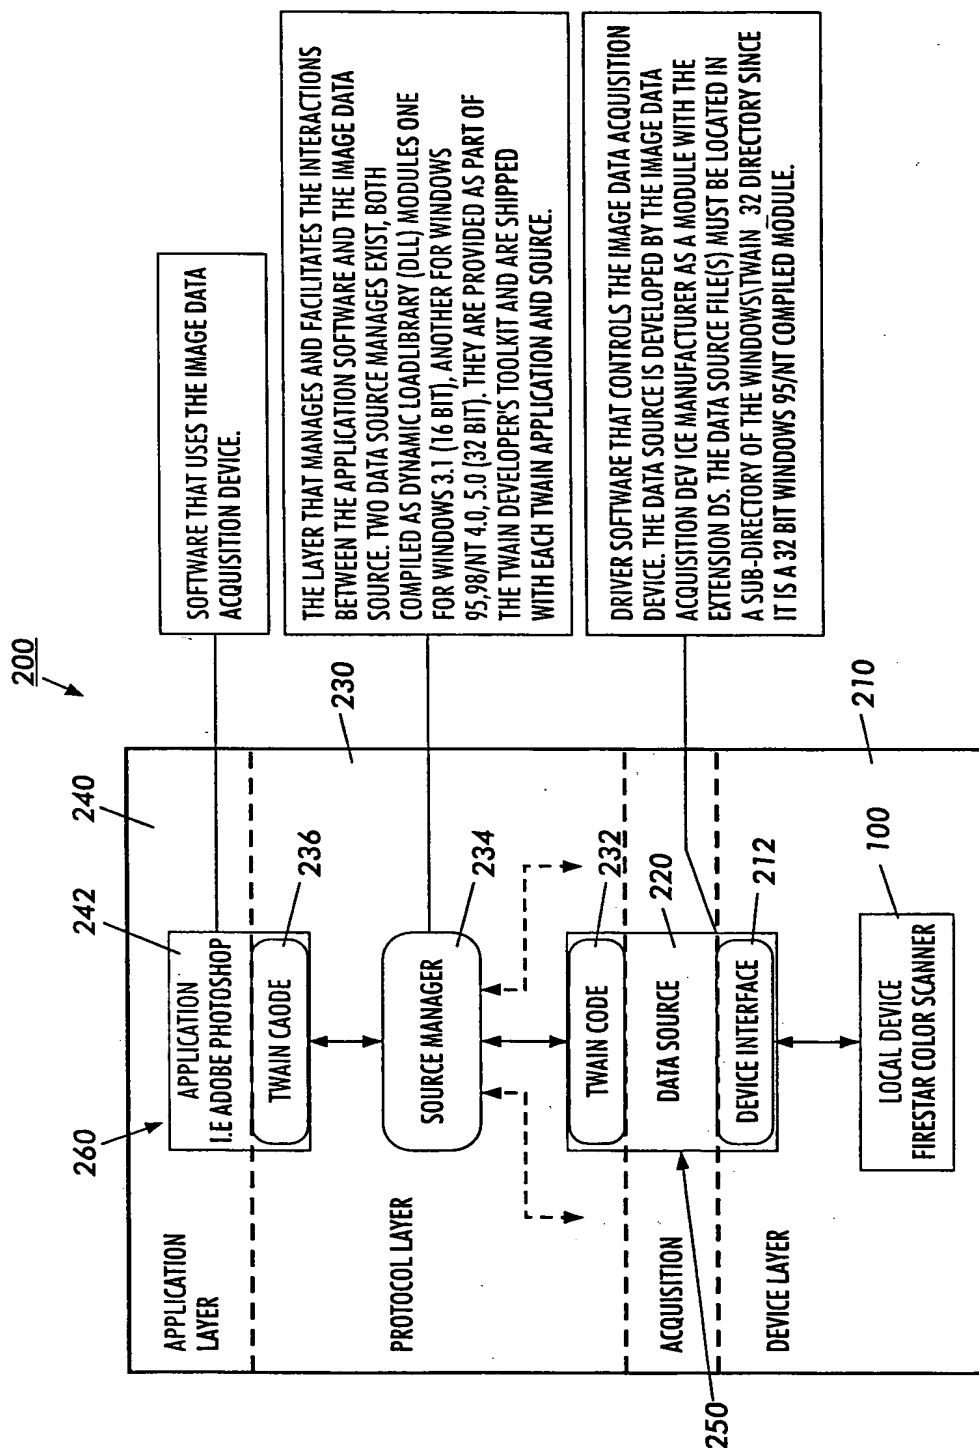 200
240
242
260
APPLICATION
LAYER
APPLICATION
I.E ADOBE PHOTOSHOP
SOFTWARE THAT USES THE IMAGE DATA
ACQUISITION DEVICE.
230
236
TWAIN CAODE
PROTOCOL LAYER
SOURCE MANAGER
234
THE LAYER THAT MANAGES AND FACILITATES THE INTERACTIONS
BETWEEN THE APPLICATION SOFTWARE AND THE IMAGE DATA
SOURCE. TWO DATA SOURCE MANAGES EXIST, BOTH
COMPILED AS DYNAMIC LOADLIBRARY (DLL) MODULES ONE
FOR WINDOWS 3.1 (16 BIT), ANOTHER FOR WINDOWS
95,98/NT 4.0, 5.0 (32 BIT). THEY ARE PROVIDED AS PART OF
THE TWAIN DEVELOPER'S TOOLKIT AND ARE SHIPPED
WITH EACH TWAIN APPLICATION AND SOURCE.
TWAIN CODE
232
ACQUISITION
DATA SOURCE
220
250
DEVICE INTERFACE
212
DRIVER SOFTWARE THAT CONTROLS THE IMAGE DATA ACQUISITION
DEVICE. THE DATA SOURCE IS DEVELOPED BY THE IMAGE DATA
ACQUISITION DEV ICE MANUFACTURER AS A MODULE WITH THE
EXTENSION DS. THE DATA SOURCE FILE(S) MUST BE LOCATED IN
A SUB-DIRECTORY OF THE WINDOWS\TWAIN_32 DIRECTORY SINCE
IT IS A 32 BIT WINDOWS 95/NT COMPILED MODULE.
DEVICE LAYER
210
100
LOCAL DEVICE
FIRESTAR COLOR SCANNER